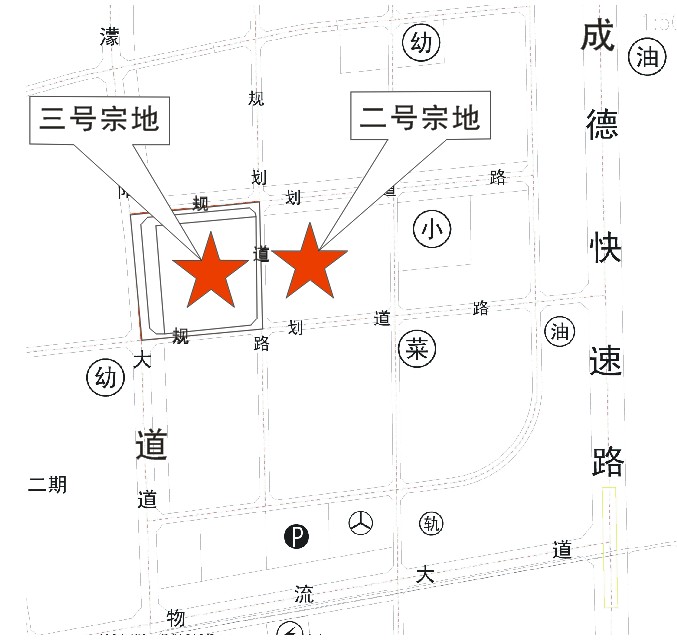 濛
幼
成
油
三号宗地
二号宗地
规
德
划
划
路
规
小
道
快
划
道
路
规
路
菜
油
大
幼
速
道
路
二期
道
P
轨
道
大
流
物